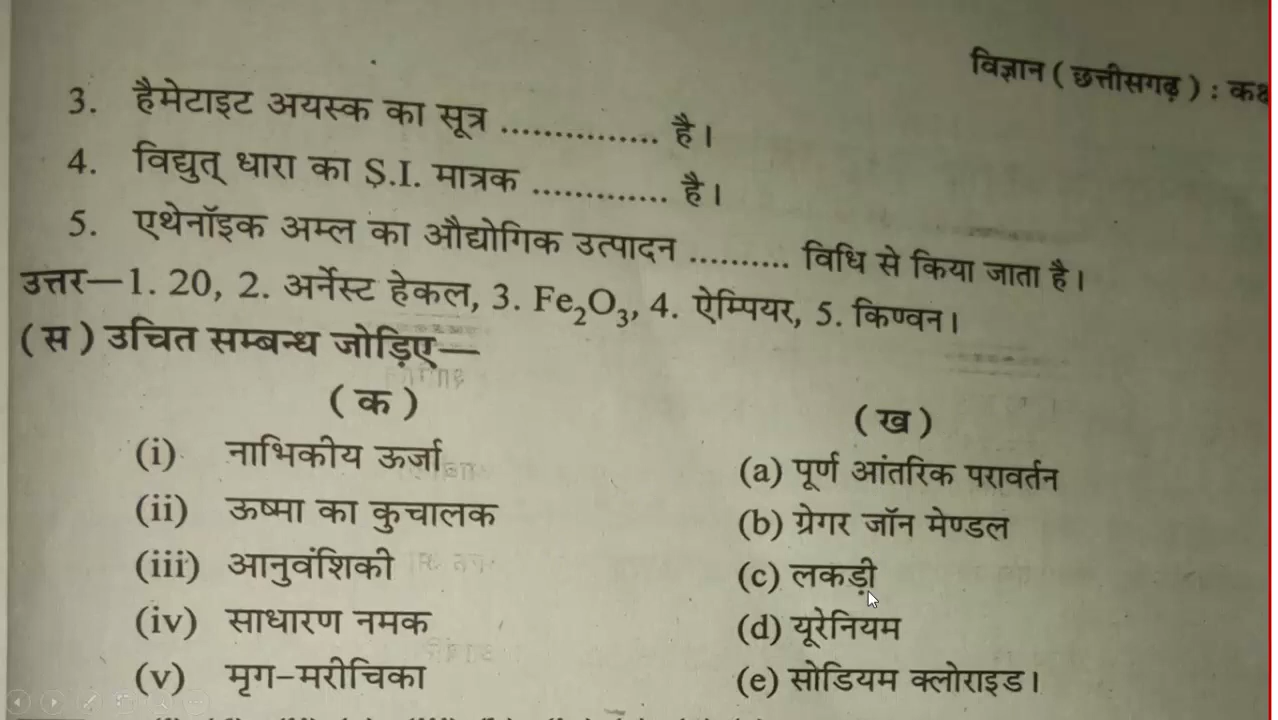 विज्ञान ( छत्तीसगढ़ ) :
3. हैमेटाइट अयस्क का सूत्र ............... है।
4. विद्युत् धारा का S.I. मात्रक ............. है।
5. एथेनॉइक अम्ल का औद्योगिक उत्पादन .......... विधि से किया जाता है।
उत्तर—1. 20, 2. अर्नेस्ट हेकल, 3. Fe₂O₃, 4. ऐम्पियर, 5. किण्वन।
( स ) उचित सम्बन्ध जोड़िए—
( क ) ( ख )
(i) नाभिकीय ऊर्जा (a) पूर्ण आंतरिक परावर्तन
(ii) ऊष्मा का कुचालक (b) ग्रेगर जॉन मेण्डल
(iii) आनुवंशिकी (c) लकड़ी
(iv) साधारण नमक (d) यूरेनियम
(v) मृग-मरीचिका (e) सोडियम क्लोराइड।